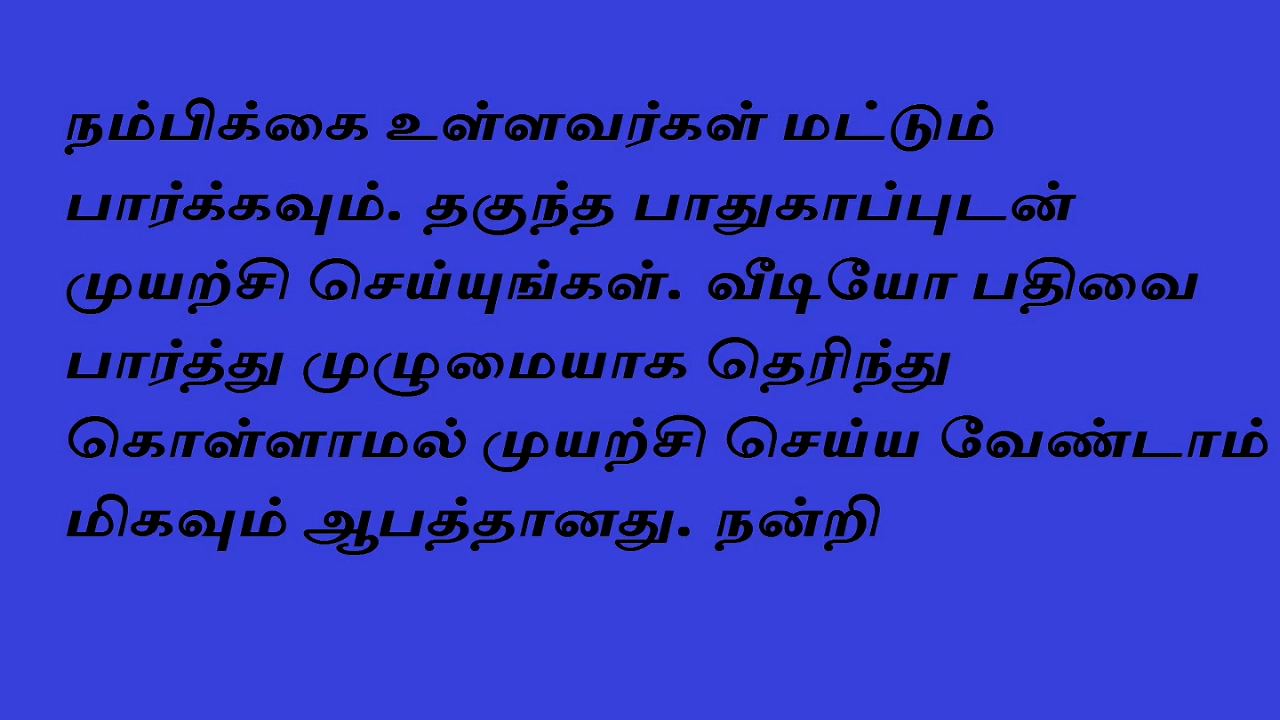 நம்பிக்கை உள்ளவர்கள் மட்டும்
பார்க்கவும். தகுந்த பாதுகாப்புடன்
முயற்சி செய்யுங்கள். வீடியோ பதிவை
பார்த்து முழுமையாக தெரிந்து
கொள்ளாமல் முயற்சி செய்ய வேண்டாம்
மிகவும் ஆபத்தானது. நன்றி